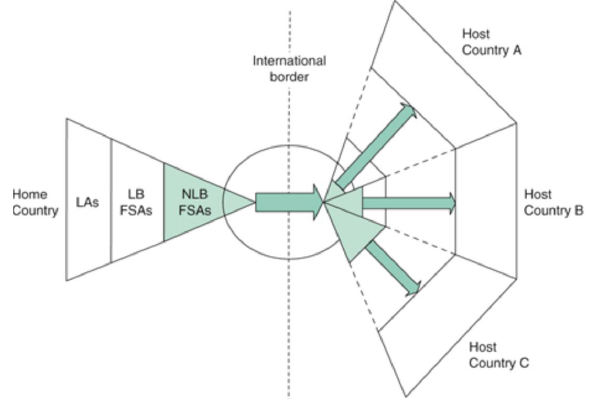 Host
Country A
International
border
Home
Country
LAs
LB
FSAs
NLB
FSAs
Host
Country B
Host
Country C